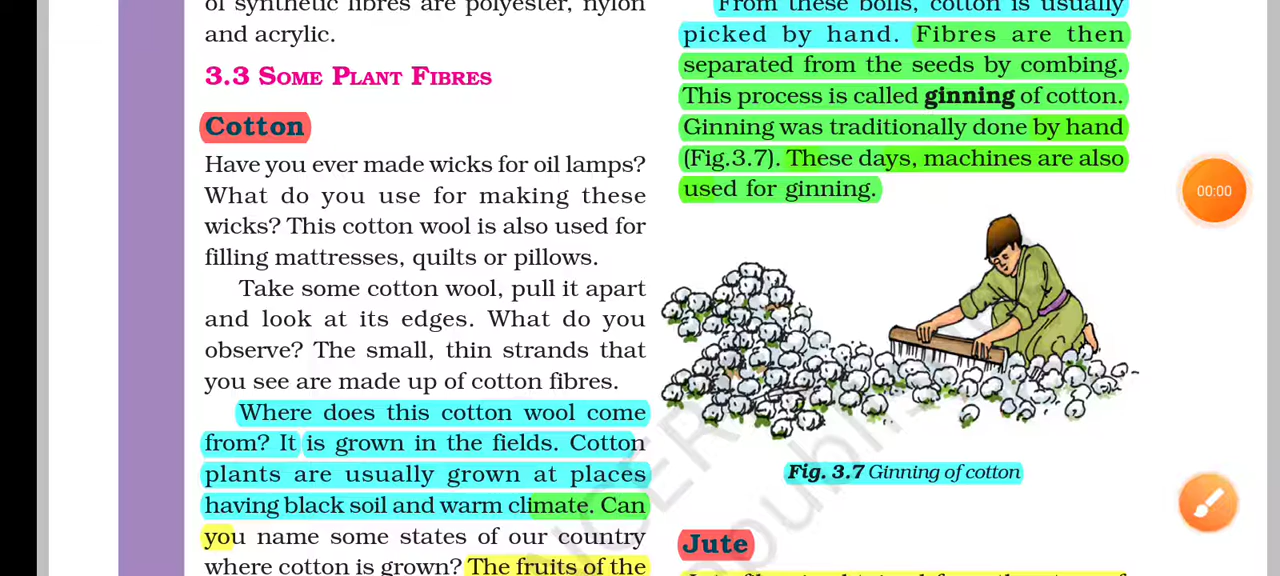 of synthetic fibres are polyester, nylon
and acrylic.
3.3 SOME PLANT FIBRES
Cotton
Have you ever made wicks for oil lamps?
What do you use for making these
wicks? This cotton wool is also used for
filling mattresses, quilts or pillows.
Take some cotton wool, pull it apart
and look at its edges. What do you
observe? The small, thin strands that
you see are made up of cotton fibres.
Where does this cotton wool come
from? It is grown in the fields. Cotton
plants are usually grown at places
having black soil and warm climate. Can
you name some states of our country
where cotton is grown? The fruits of the
From these bolls, cotton is usually
picked by hand. Fibres are then
separated from the seeds by combing.
This process is called ginning of cotton.
Ginning was traditionally done by hand
(Fig.3.7). These days, machines are also
used for ginning.
Fig. 3.7 Ginning of cotton
Jute
00:00